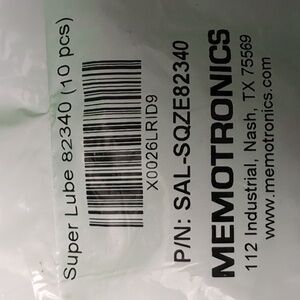 Super Lube 82340 (10 pcs)
X0026LRID9
P/N: SAL-SQZE82340
MEMOTRONICS
112 Industrial, Nash, TX 75569
www.memotronics.com